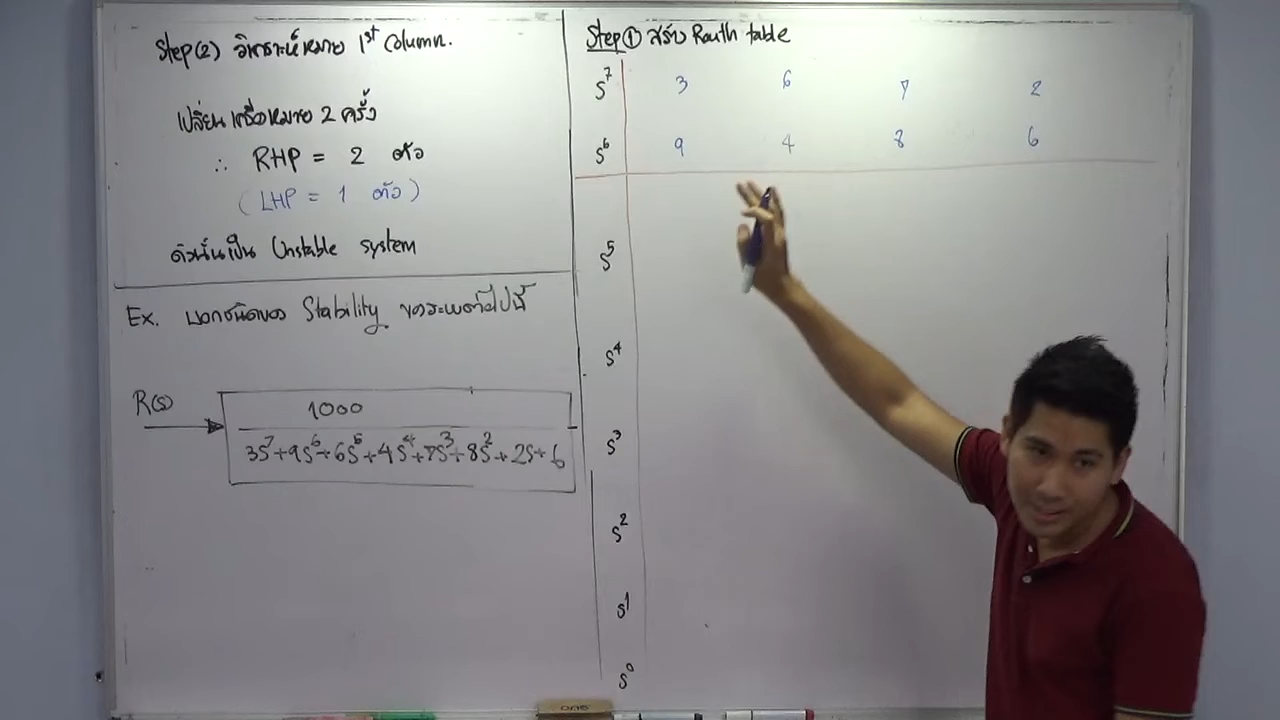 Step(2) วิเคราะห์หมาย 1st Column.
เปลี่ยนเครื่องหมาย 2 ครั้ง
∴ RHP = 2 ตัว
(LHP = 1 ตัว)
ดังนั้นเป็น Unstable system
Ex. บอกชนิดของ Stability ของระบบต่อไปนี้
R(s)
1000
3S⁷+9S⁶+6S⁵+4S⁴+7S³+8S²+2S+6
Step① สร้าง Routh table
S⁷ 3 6 7 2
S⁶ 9 4 8 6
S⁵
S⁴
S³
S²
S¹
S⁰